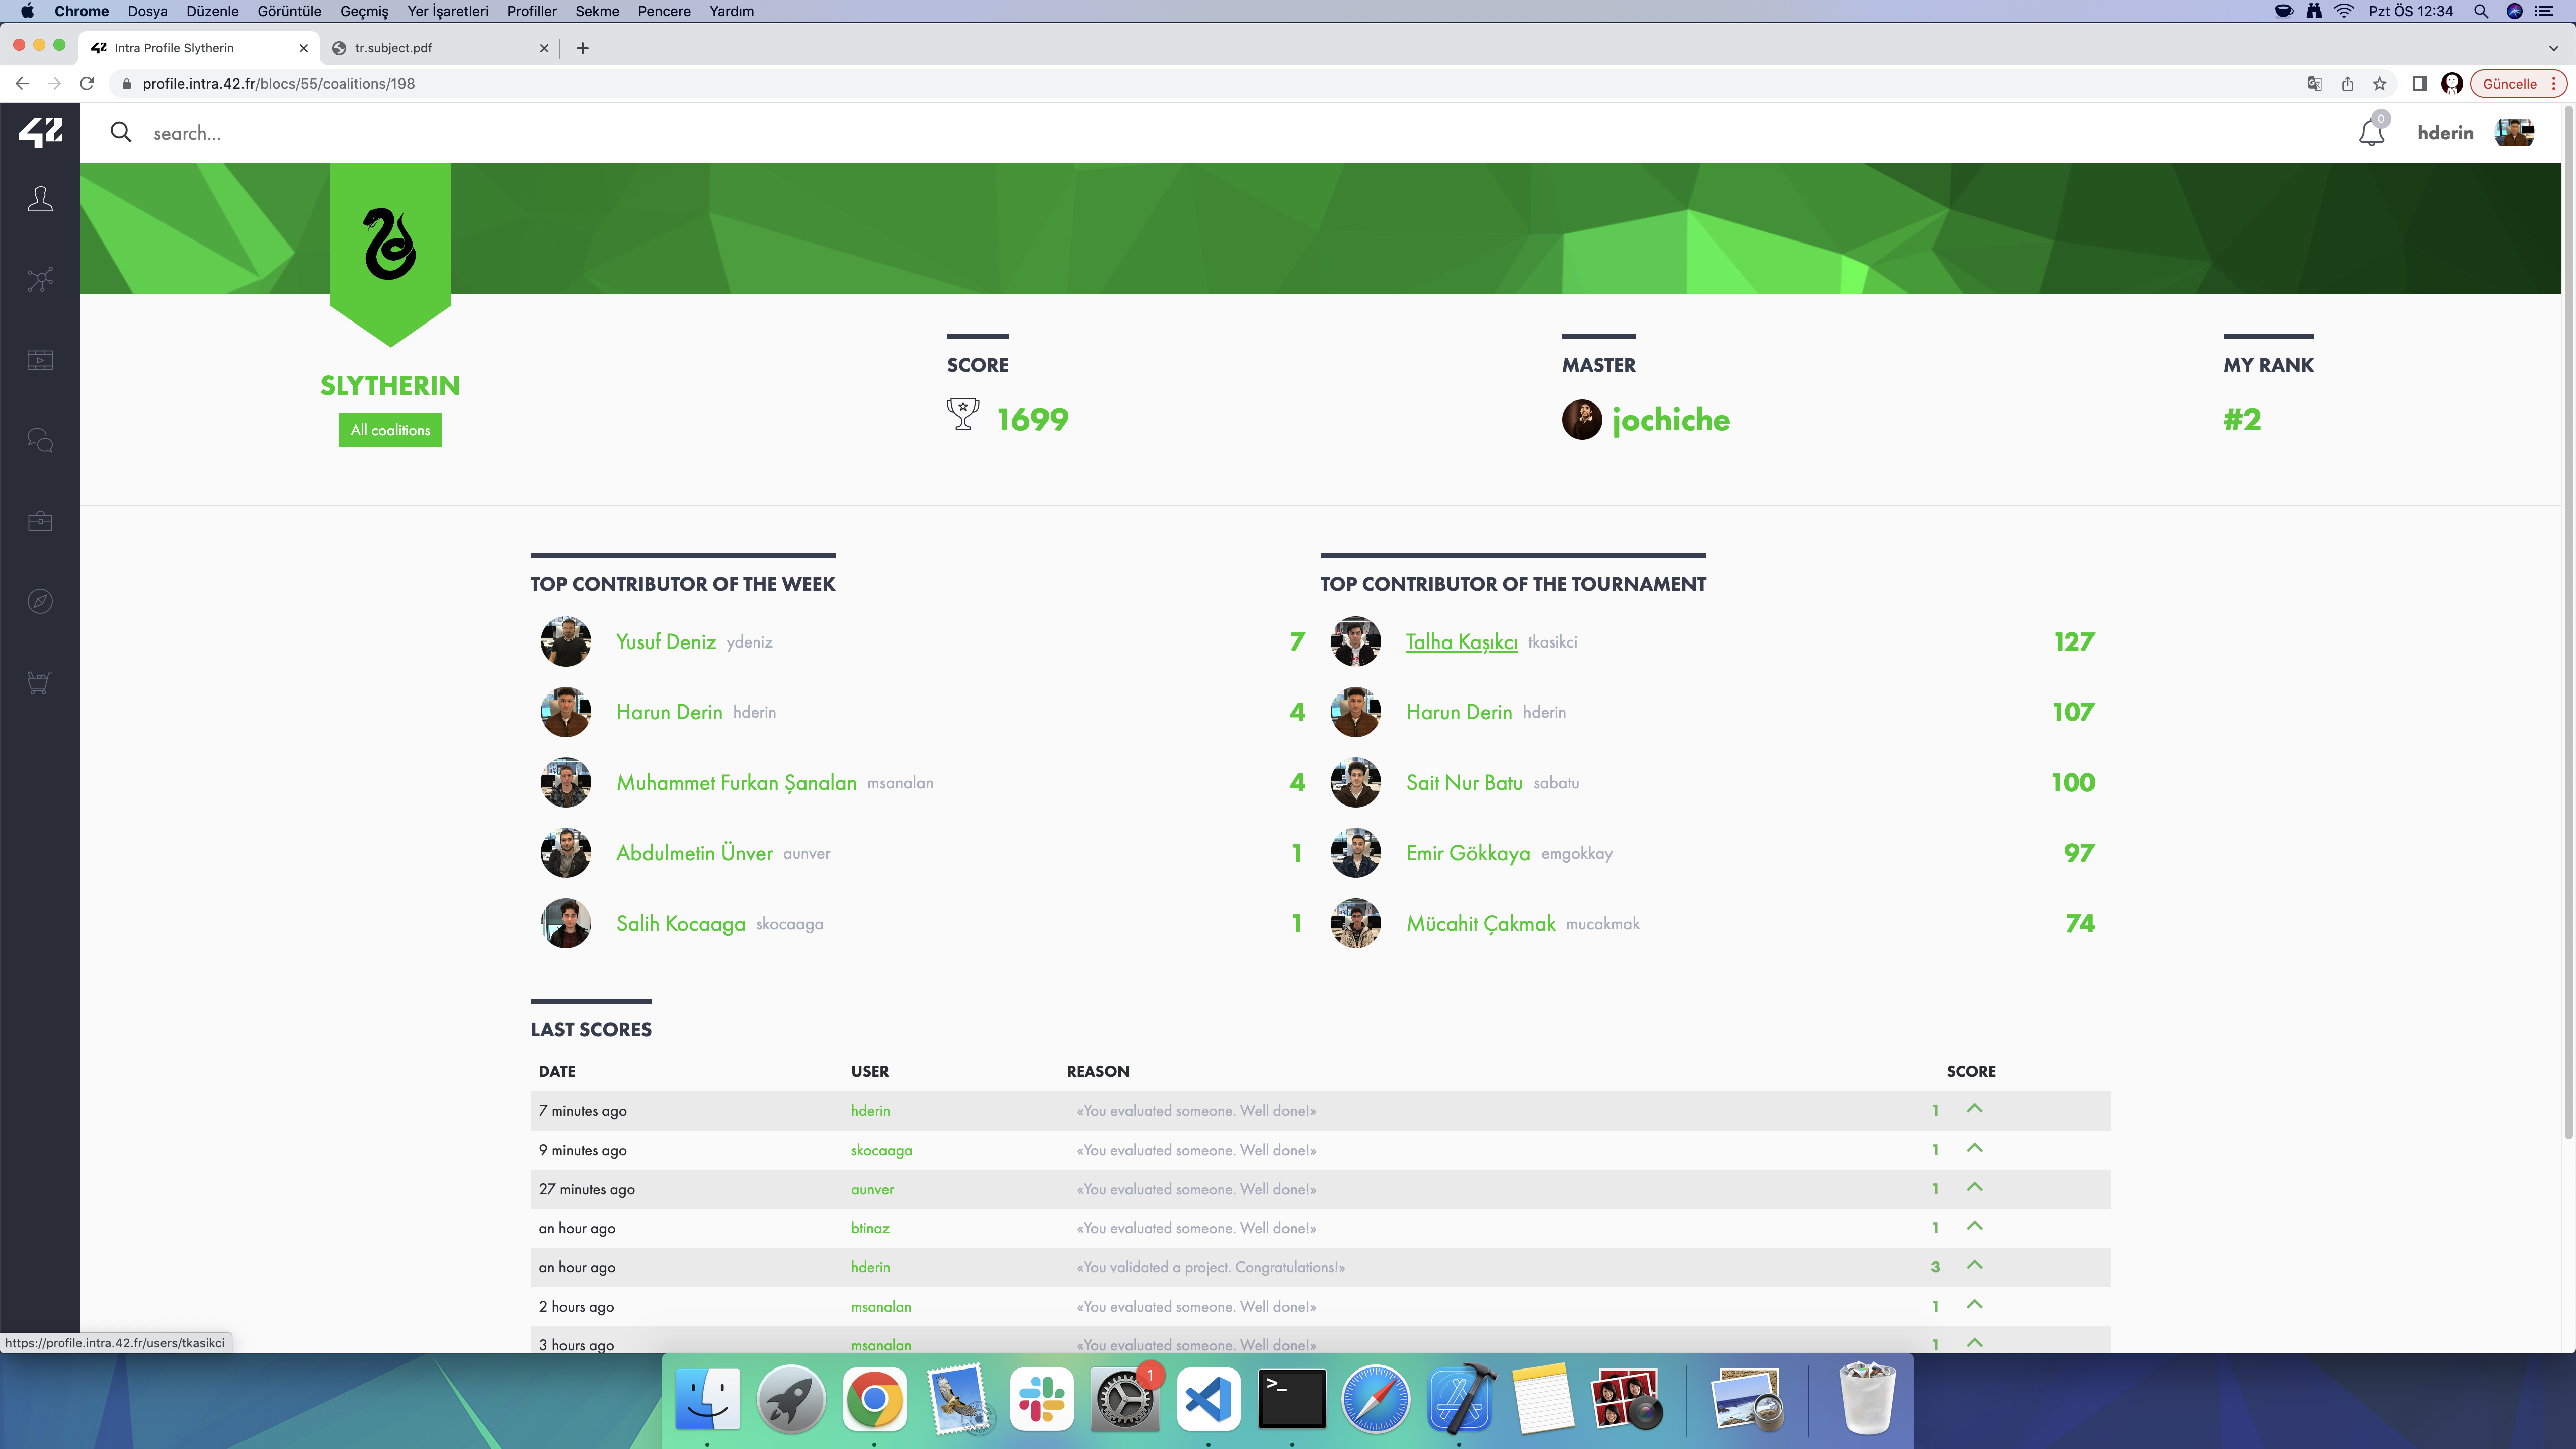 Chrome Dosya Düzenle Görüntüle Geçmiş Yer İşaretleri Profiller Sekme Pencere Yardım Pzt ÖS 12:34
42 Intra Profile Slytherin tr.subject.pdf
profile.intra.42.fr/blocs/55/coalitions/198 Güncelle
42 search... 0 hderin
SLYTHERIN
All coalitions
SCORE
1699
MASTER
jochiche
MY RANK
#2
TOP CONTRIBUTOR OF THE WEEK
Yusuf Deniz ydeniz 7
Harun Derin hderin 4
Muhammet Furkan Şanalan msanalan 4
Abdulmetin Ünver aunver 1
Salih Kocaaga skocaaga 1
TOP CONTRIBUTOR OF THE TOURNAMENT
Talha Kaşıkcı tkasikci 127
Harun Derin hderin 107
Sait Nur Batu sabatu 100
Emir Gökkaya emgokkay 97
Mücahit Çakmak mucakmak 74
LAST SCORES
DATE USER REASON SCORE
7 minutes ago hderin «You evaluated someone. Well done!» 1
9 minutes ago skocaaga «You evaluated someone. Well done!» 1
27 minutes ago aunver «You evaluated someone. Well done!» 1
an hour ago btinaz «You evaluated someone. Well done!» 1
an hour ago hderin «You validated a project. Congratulations!» 3
2 hours ago msanalan «You evaluated someone. Well done!» 1
3 hours ago msanalan «You evaluated someone. Well done!» 1
https://profile.intra.42.fr/users/tkasikci
1
>_